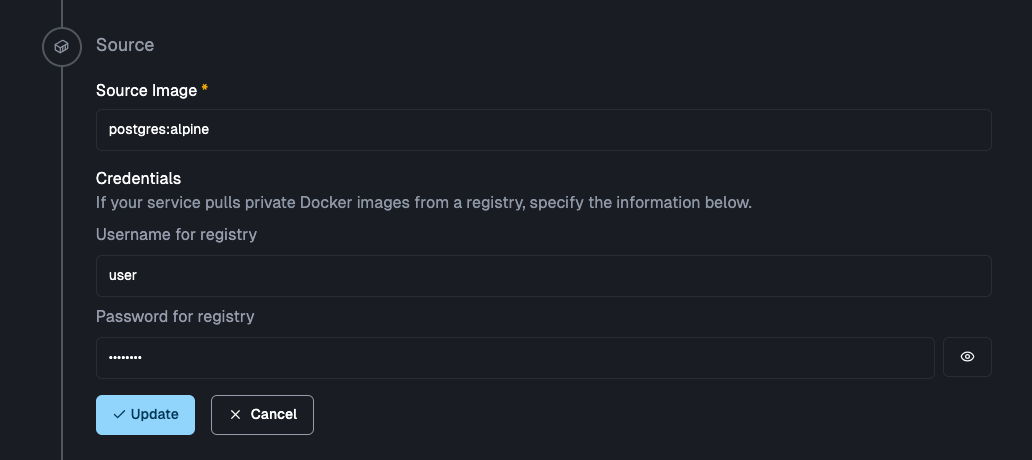 Source
Source Image *
postgres:alpine
Credentials
If your service pulls private Docker images from a registry, specify the information below.
Username for registry
user
Password for registry
••••••••
Update
Cancel